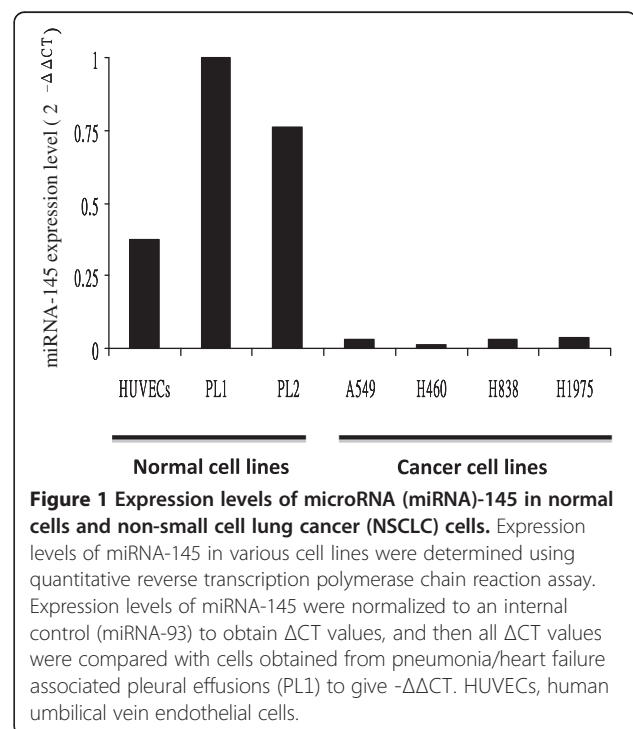 miRNA-145 expression level ( 2 -ΔΔCT)
1
0.75
0.5
0.25
0
HUVECs PL1 PL2 A549 H460 H838 H1975
Normal cell lines Cancer cell lines
Figure 1 Expression levels of microRNA (miRNA)-145 in normal
cells and non-small cell lung cancer (NSCLC) cells. Expression
levels of miRNA-145 in various cell lines were determined using
quantitative reverse transcription polymerase chain reaction assay.
Expression levels of miRNA-145 were normalized to an internal
control (miRNA-93) to obtain ΔCT values, and then all ΔCT values
were compared with cells obtained from pneumonia/heart failure
associated pleural effusions (PL1) to give -ΔΔCT. HUVECs, human
umbilical vein endothelial cells.